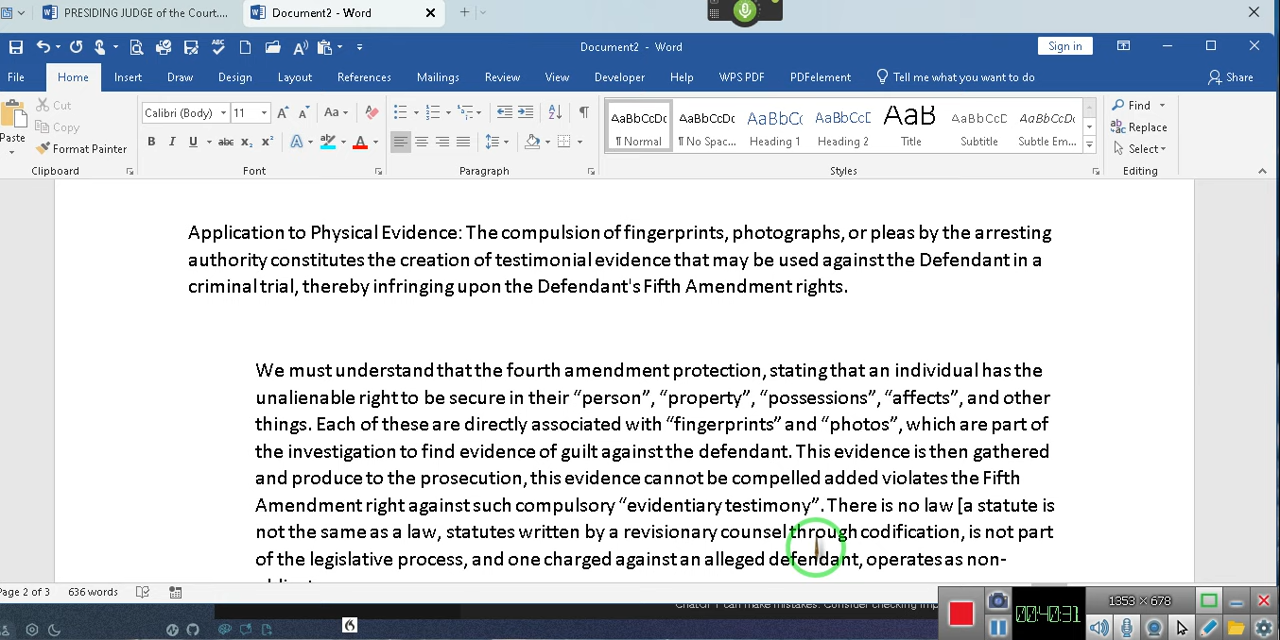 PRESIDING JUDGE of the Court....
Document2 - Word
Document2 - Word
Sign in
File Home Insert Draw Design Layout References Mailings Review View Developer Help WPS PDF PDFelement Tell me what you want to do Share
Paste
Cut
Copy
Format Painter
Calibri (Body) 11
AaBbCcDc AaBbCcDc AaBbCc AaBbCcD AaB AaBbCcD AaBbCcDc
¶ Normal ¶ No Spac... Heading 1 Heading 2 Title Subtitle Subtle Em...
Find
Replace
Select
Clipboard Font Paragraph Styles Editing
Application to Physical Evidence: The compulsion of fingerprints, photographs, or pleas by the arresting
authority constitutes the creation of testimonial evidence that may be used against the Defendant in a
criminal trial, thereby infringing upon the Defendant's Fifth Amendment rights.
We must understand that the fourth amendment protection, stating that an individual has the
unalienable right to be secure in their “person”, “property”, “possessions”, “affects”, and other
things. Each of these are directly associated with “fingerprints” and “photos”, which are part of
the investigation to find evidence of guilt against the defendant. This evidence is then gathered
and produce to the prosecution, this evidence cannot be compelled added violates the Fifth
Amendment right against such compulsory “evidentiary testimony”. There is no law [a statute is
not the same as a law, statutes written by a revisionary counsel through codification, is not part
of the legislative process, and one charged against an alleged defendant, operates as non-
Page 2 of 3 636 words
ChatGPT can make mistakes. Consider checking
1353 × 678
00:40:31